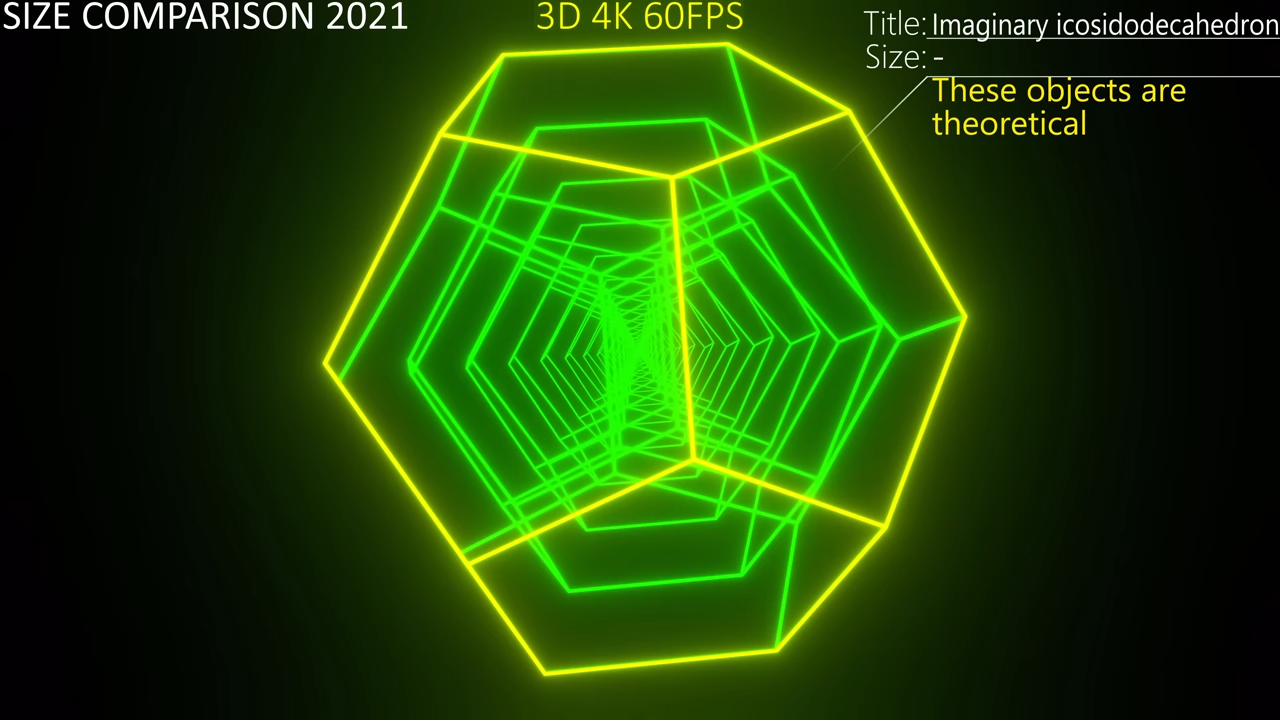 SIZE COMPARISON 2021
3D 4K 60FPS
Title: Imaginary icosidodecahedron
Size: -
These objects are
theoretical